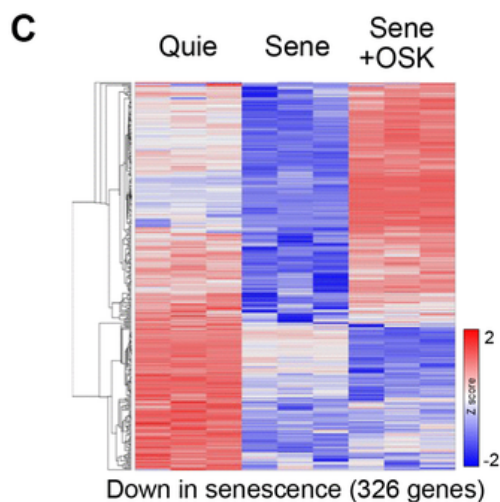 C
Quie Sene Sene
+OSK
2
Z score
-2
Down in senescence (326 genes)